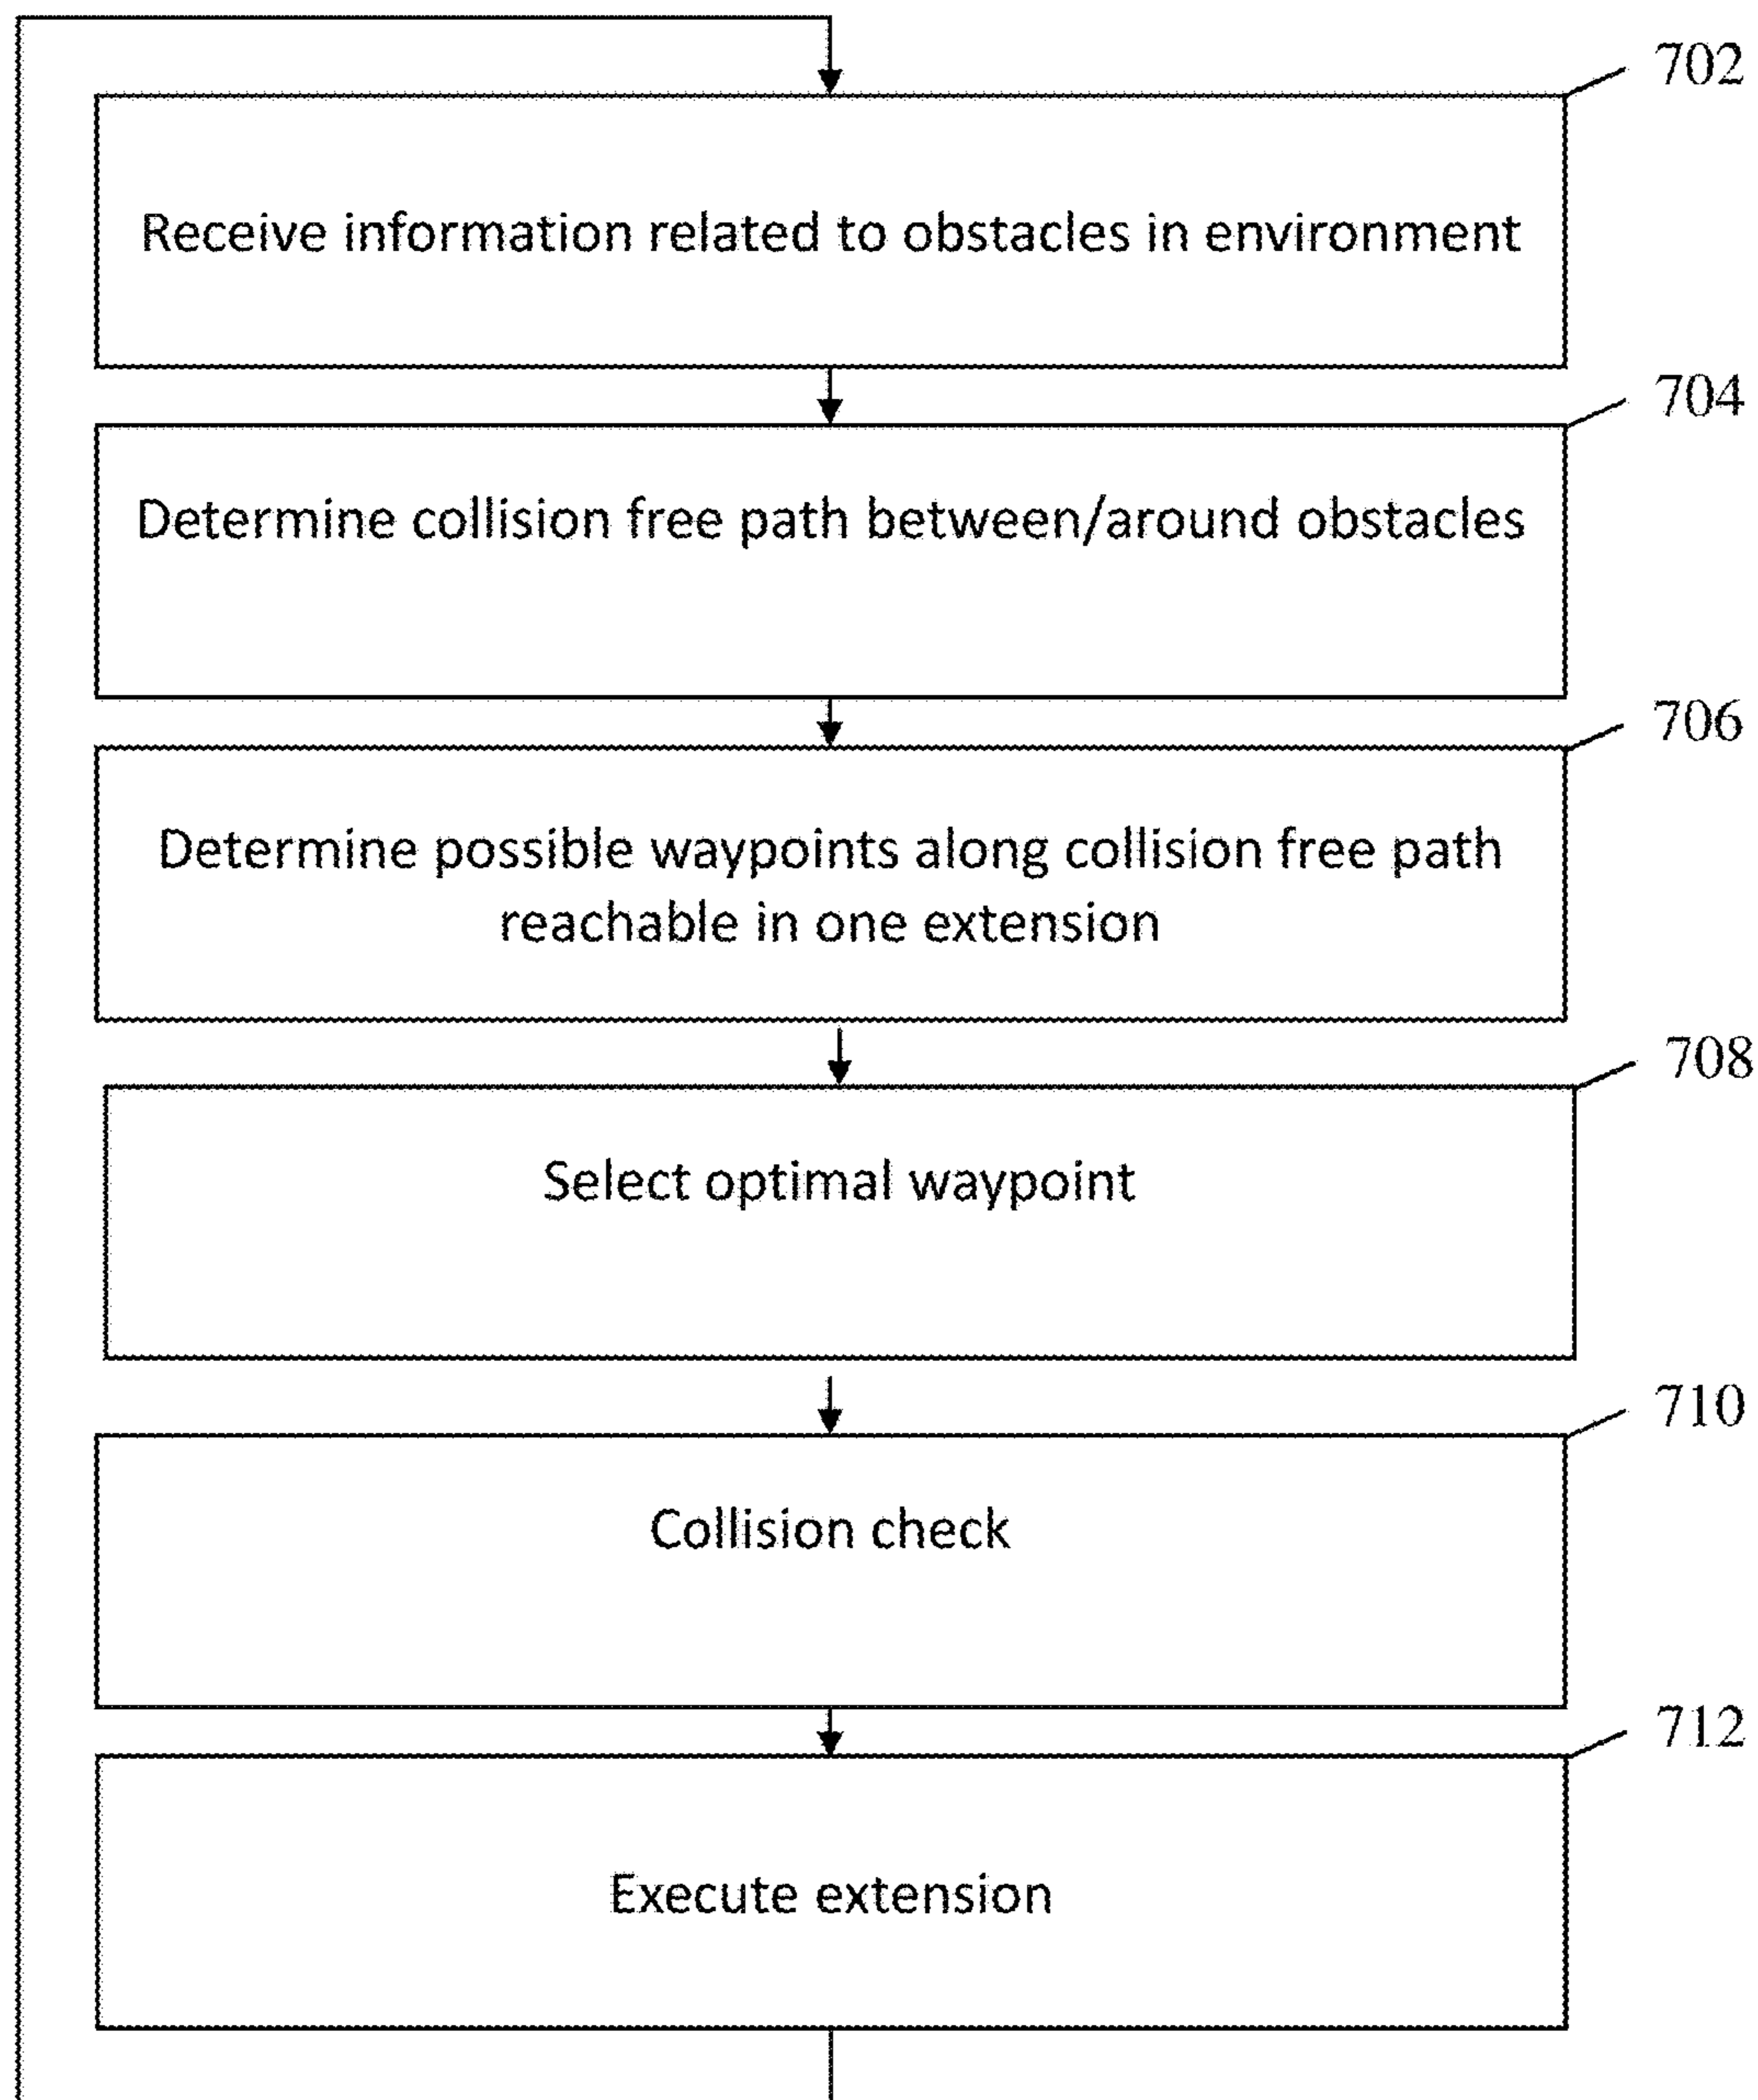 702
Receive information related to obstacles in environment
704
Determine collision free path between/around obstacles
706
Determine possible waypoints along collision free path
reachable in one extension
708
Select optimal waypoint
710
Collision check
712
Execute extension